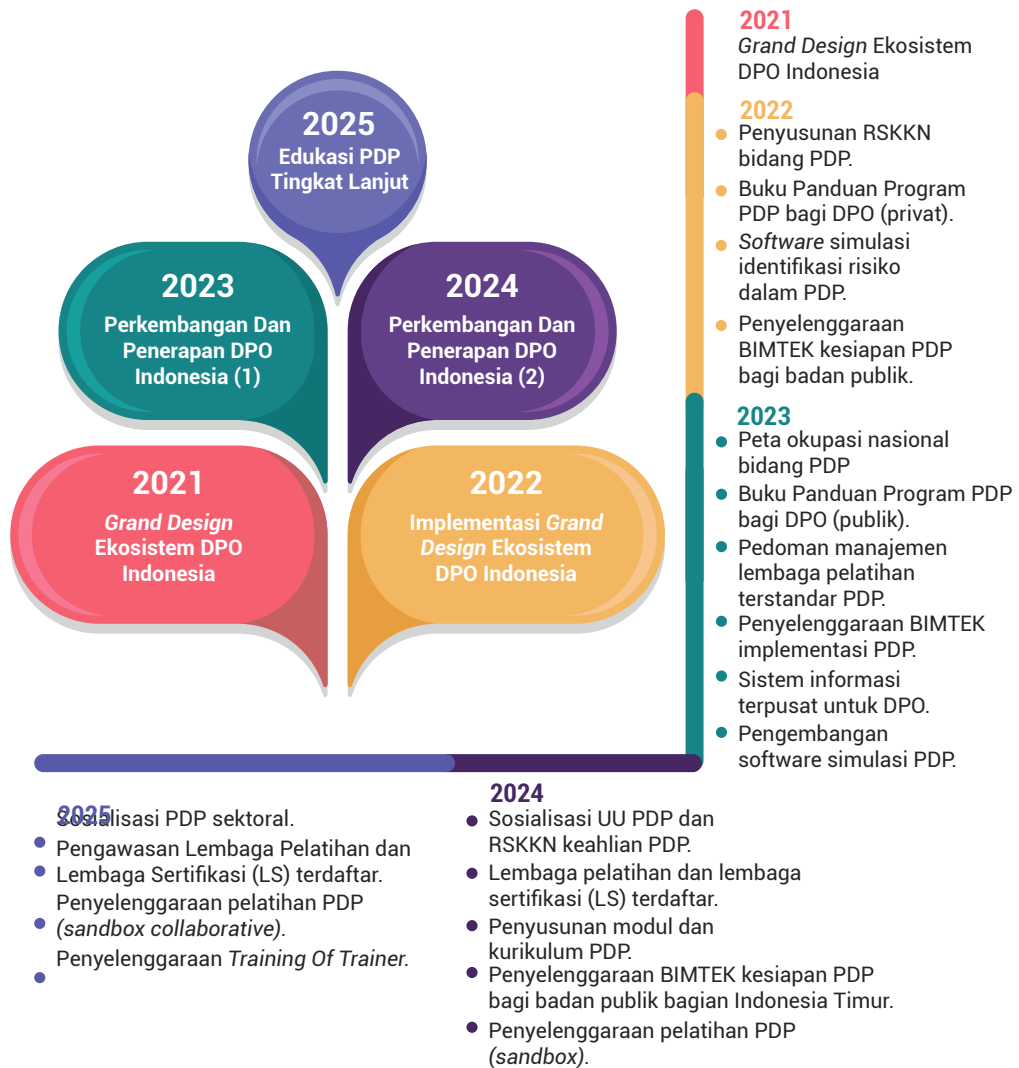 2025
Edukasi PDP
Tingkat Lanjut
2023
Perkembangan Dan
Penerapan DPO
Indonesia (1)
2024
Perkembangan Dan
Penerapan DPO
Indonesia (2)
2021
Grand Design
Ekosistem DPO
Indonesia
2022
Implementasi Grand
Design Ekosistem
DPO Indonesia
2021
Grand Design Ekosistem
DPO Indonesia
2022
Penyusunan RSKKN
bidang PDP.
Buku Panduan Program
PDP bagi DPO (privat).
Software simulasi
identifikasi risiko
dalam PDP.
Penyelenggaraan
BIMTEK kesiapan PDP
bagi badan publik.
2023
Peta okupasi nasional
bidang PDP
Buku Panduan Program PDP
bagi DPO (publik).
Pedoman manajemen
lembaga pelatihan
terstandar PDP.
Penyelenggaraan BIMTEK
implementasi PDP.
Sistem informasi
terpusat untuk DPO.
Pengembangan
software simulasi PDP.
2024
Sosialisasi UU PDP dan
RSKKN keahlian PDP.
Lembaga pelatihan dan lembaga
sertifikasi (LS) terdaftar.
Penyusunan modul dan
kurikulum PDP.
Penyelenggaraan BIMTEK kesiapan PDP
bagi badan publik bagian Indonesia Timur.
Penyelenggaraan pelatihan PDP
(sandbox).
2025
Sosialisasi PDP sektoral.
Pengawasan Lembaga Pelatihan dan
Lembaga Sertifikasi (LS) terdaftar.
Penyelenggaraan pelatihan PDP
(sandbox collaborative).
Penyelenggaraan Training Of Trainer.